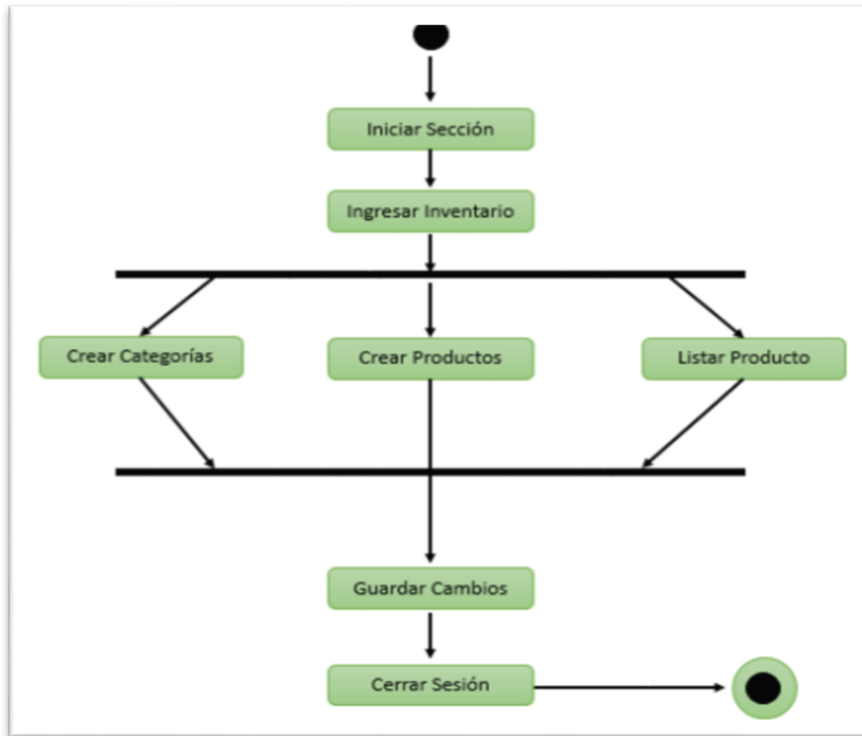 Iniciar Sección
Ingresar Inventario
Crear Categorías
Crear Productos
Listar Producto
Guardar Cambios
Cerrar Sesión